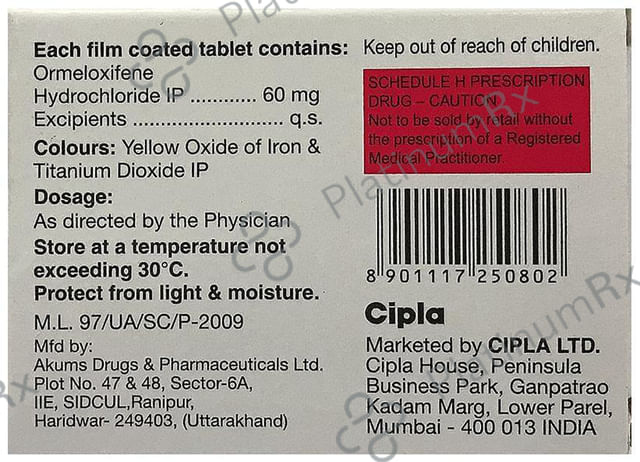 Each film coated tablet contains:
Ormeloxifene
Hydrochloride IP ............ 60 mg
Excipients ........................... q.s.
Colours: Yellow Oxide of Iron &
Titanium Dioxide IP
Dosage:
As directed by the Physician
Store at a temperature not
exceeding 30°C.
Protect from light & moisture.
M.L. 97/UA/SC/P-2009
Mfd by:
Akums Drugs & Pharmaceuticals Ltd.
Plot No. 47 & 48, Sector-6A,
IIE, SIDCUL,Ranipur,
Haridwar- 249403, (Uttarakhand)
Keep out of reach of children.
SCHEDULE H PRESCRIPTION
DRUG – CAUTION
Not to be sold by retail without
the prescription of a Registered
Medical Practitioner
8 901117 250802
Cipla
Marketed by CIPLA LTD.
Cipla House, Peninsula
Business Park, Ganpatrao
Kadam Marg, Lower Parel,
Mumbai - 400 013 INDIA
PlatinumRx
PlatinumRx
PlatinumRx
Rx